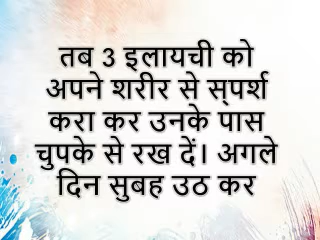 तब 3 इलायची को
अपने शरीर से स्पर्श
करा कर उनके पास
चुपके से रख दें। अगले
दिन सुबह उठ कर